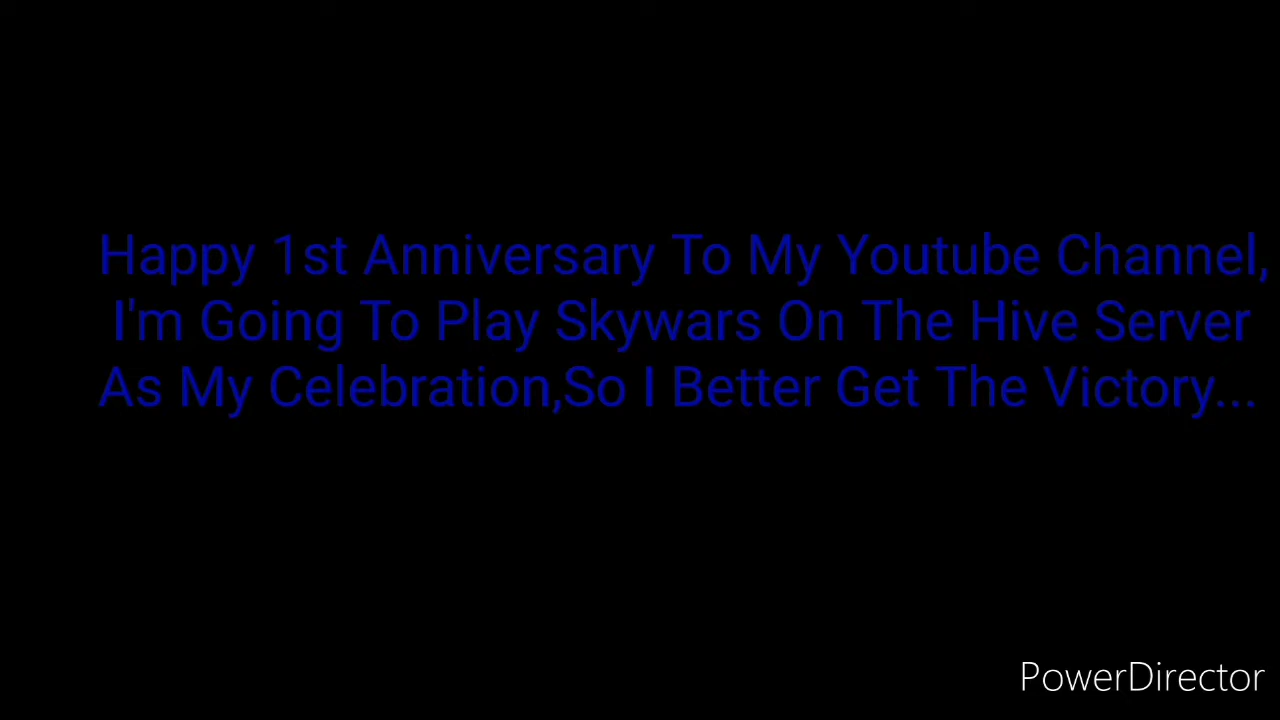 Happy 1st Anniversary To My Youtube Channel,
I'm Going To Play Skywars On The Hive Server
As My Celebration,So I Better Get The Victory...
PowerDirector